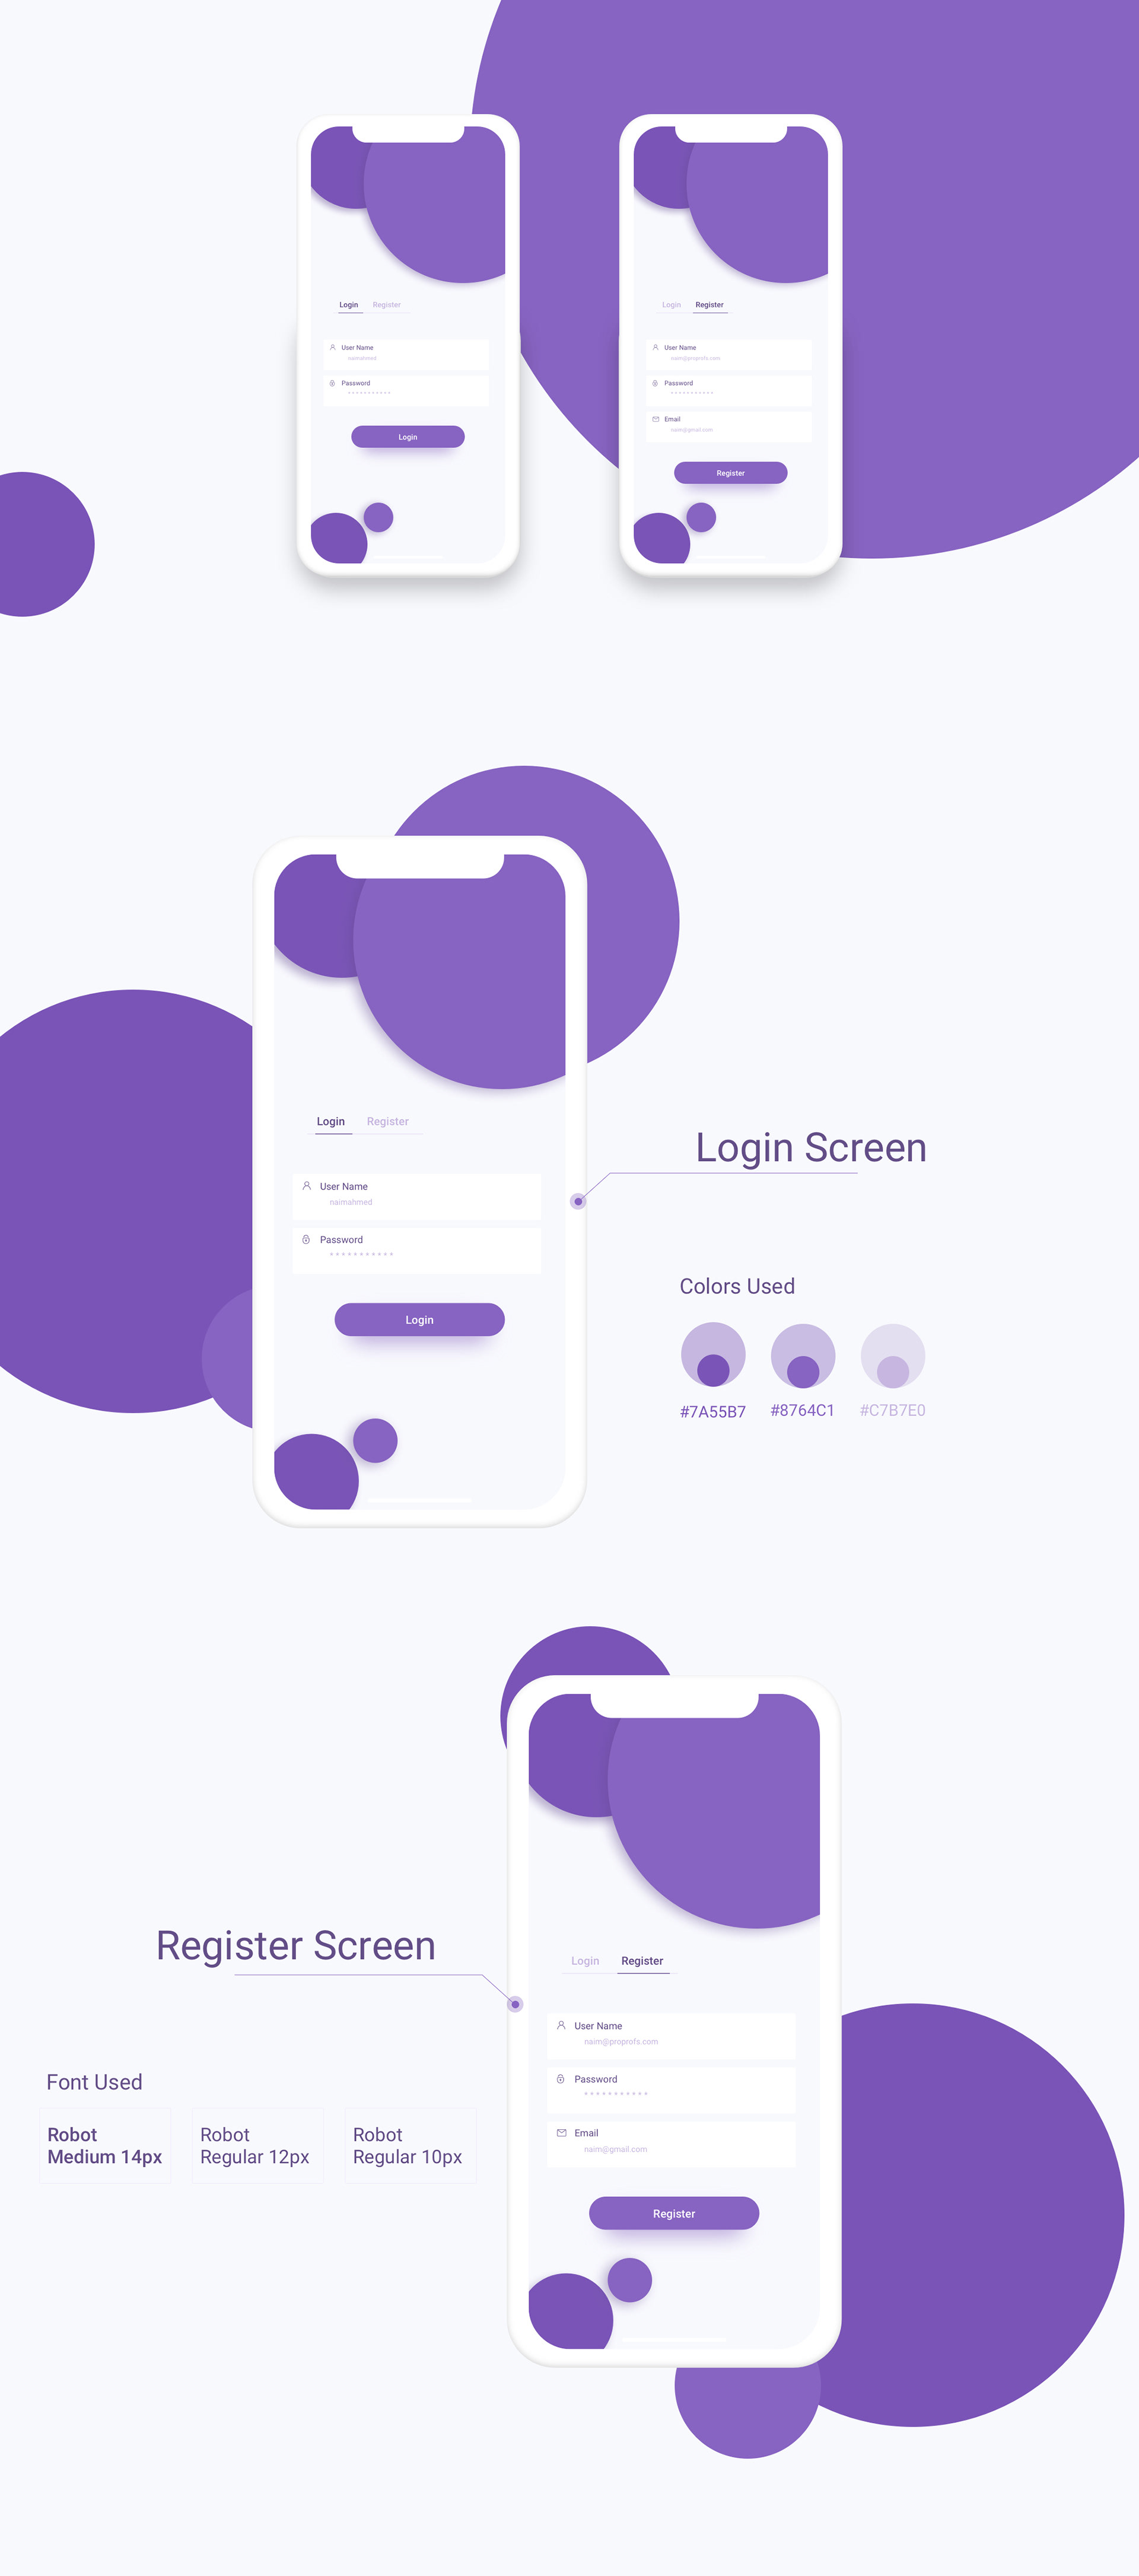 Login Register
User Name
naimahmed
Password
Login
Login Register
User Name
naim@proprofs.com
Password
Email
naim@gmail.com
Register
Login Register
User Name
naimahmed
Password
Login
Login Screen
Colors Used
#7A55B7 #8764C1 #C7B7E0
Login Register
User Name
naim@proprofs.com
Password
Email
naim@gmail.com
Register
Register Screen
Font Used
Robot
Medium 14px
Robot
Regular 12px
Robot
Regular 10px